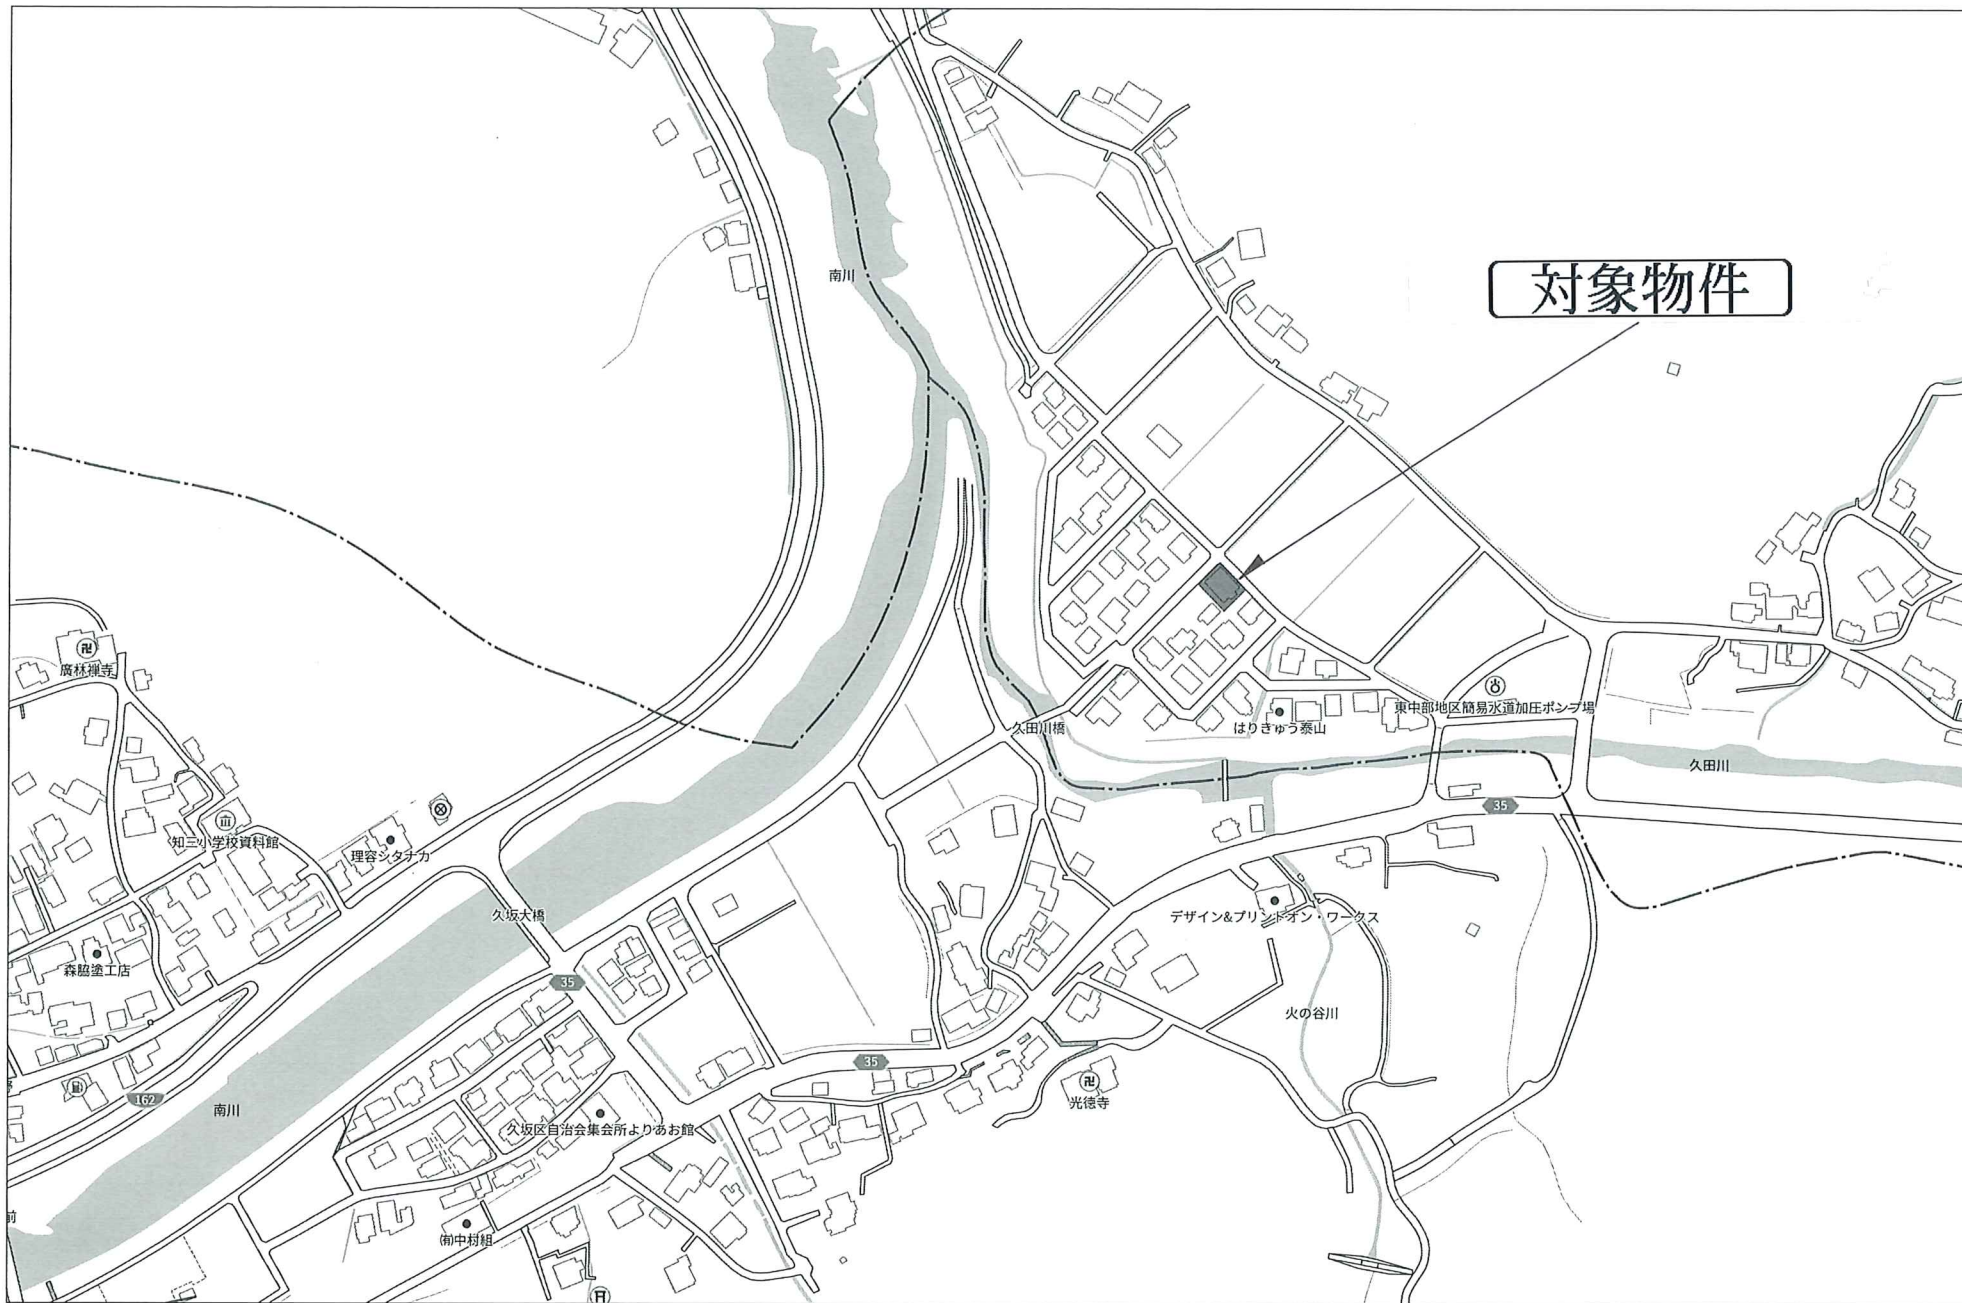 南川
対象物件
廣林禅寺
久田川橋
はりきゅう泰山
東中部地区簡易水道加圧ポンプ場
久田川
35
知三小学校資料館
理容シタナカ
久坂大橋
デザイン&プリントオン・ワークス
森脇塗工店
35
火の谷川
35
162
南川
光徳寺
久坂区自治会集会所よりあお館
前
㈲中村組